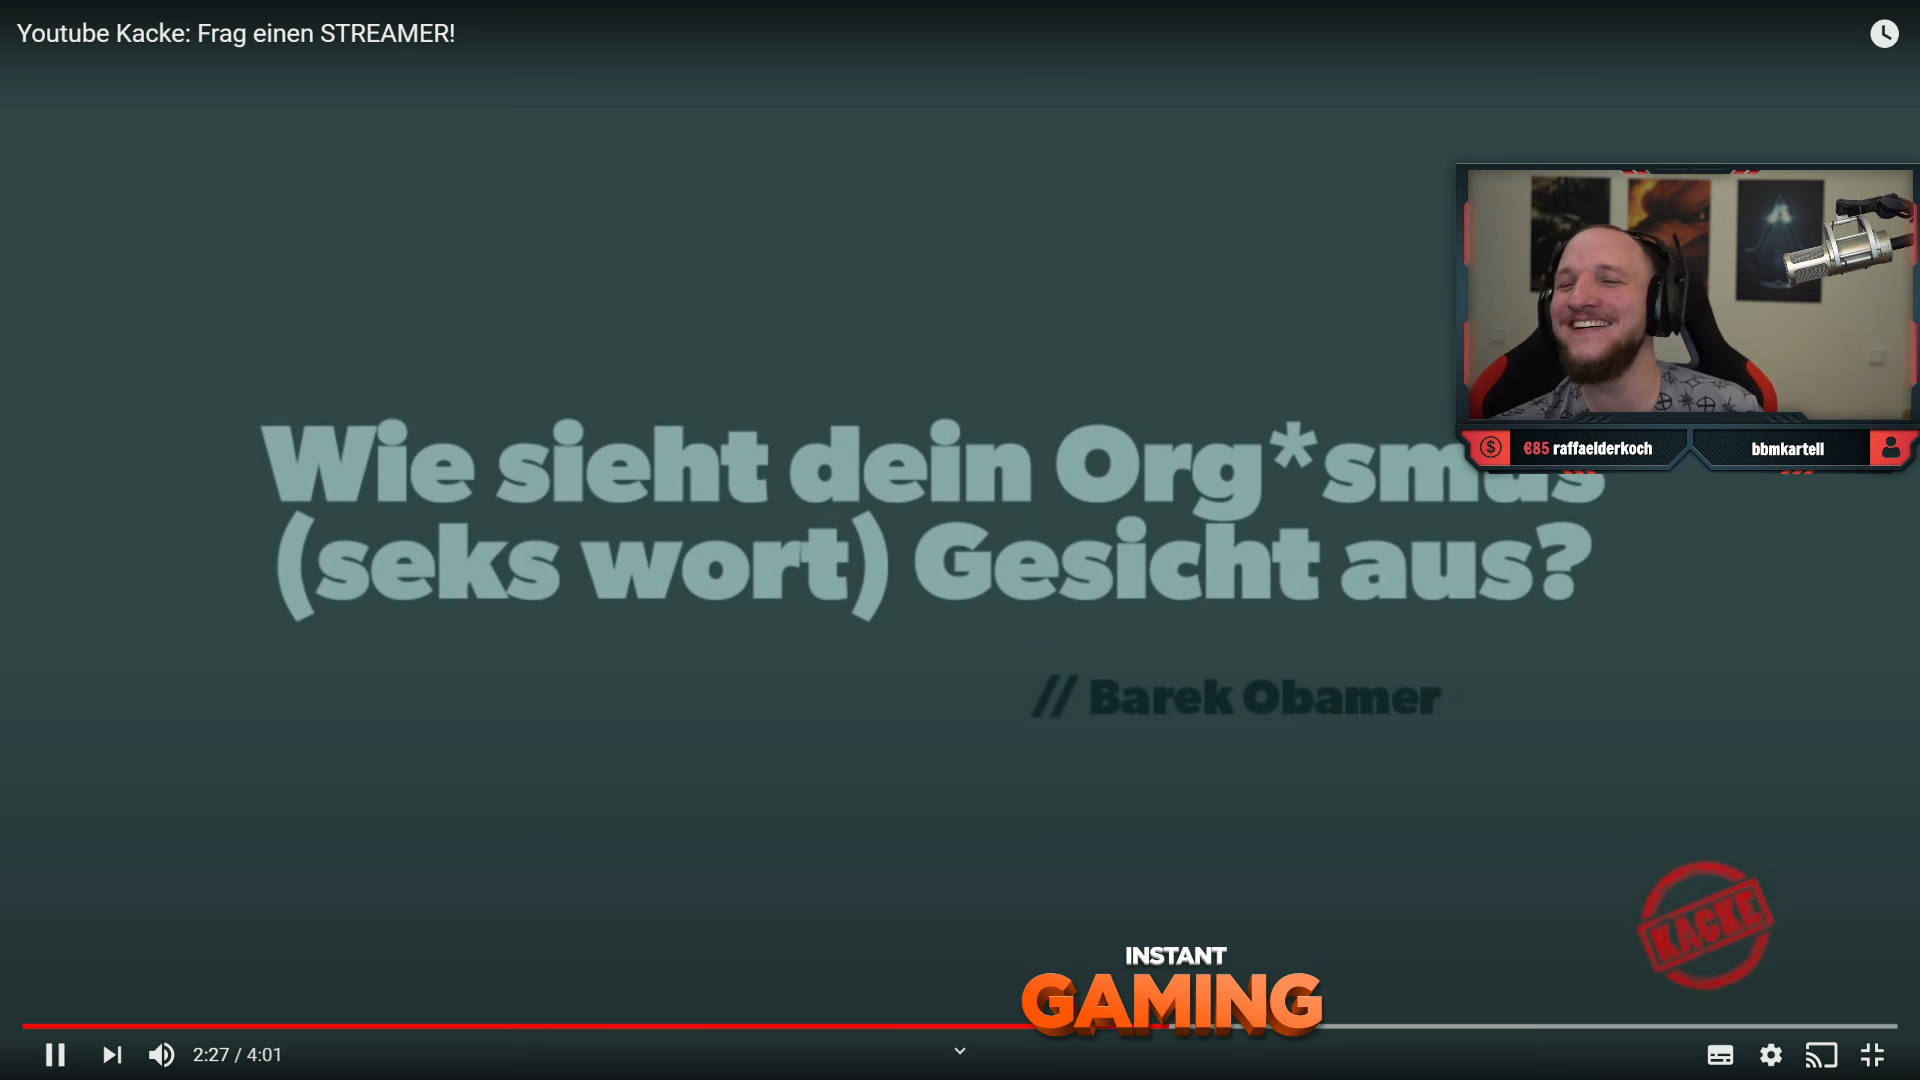 Youtube Kacke: Frag einen STREAMER!
Wie sieht dein Org*smus
(seks wort) Gesicht aus?
// Barek Obamer
€85 raffaelderkoch
bbmkartell
KACKE
INSTANT
GAMING
2:27 / 4:01